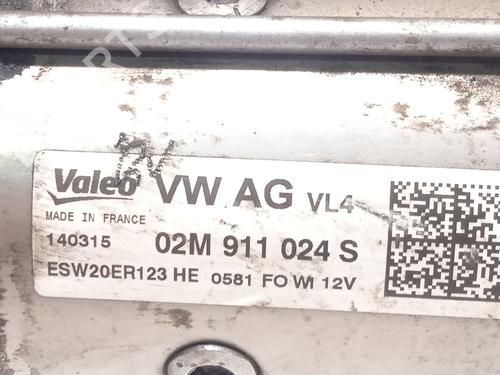 Valeo VW AG VL4
MADE IN FRANCE
140315 02M 911 024 S
ESW20ER123 HE 0581 FO WI 12V